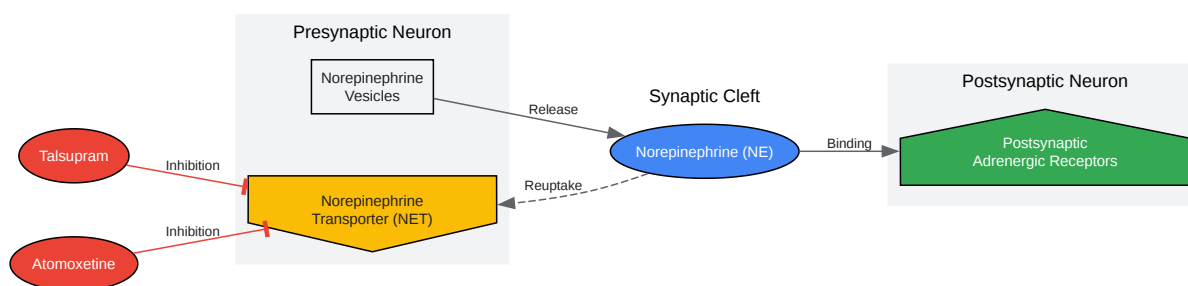 Presynaptic Neuron
Norepinephrine
Vesicles
Release
Synaptic Cleft
Norepinephrine (NE)
Binding
Postsynaptic Neuron
Postsynaptic
Adrenergic Receptors
Talsupram
Inhibition
Reuptake
Norepinephrine
Transporter (NET)
Inhibition
Atomoxetine